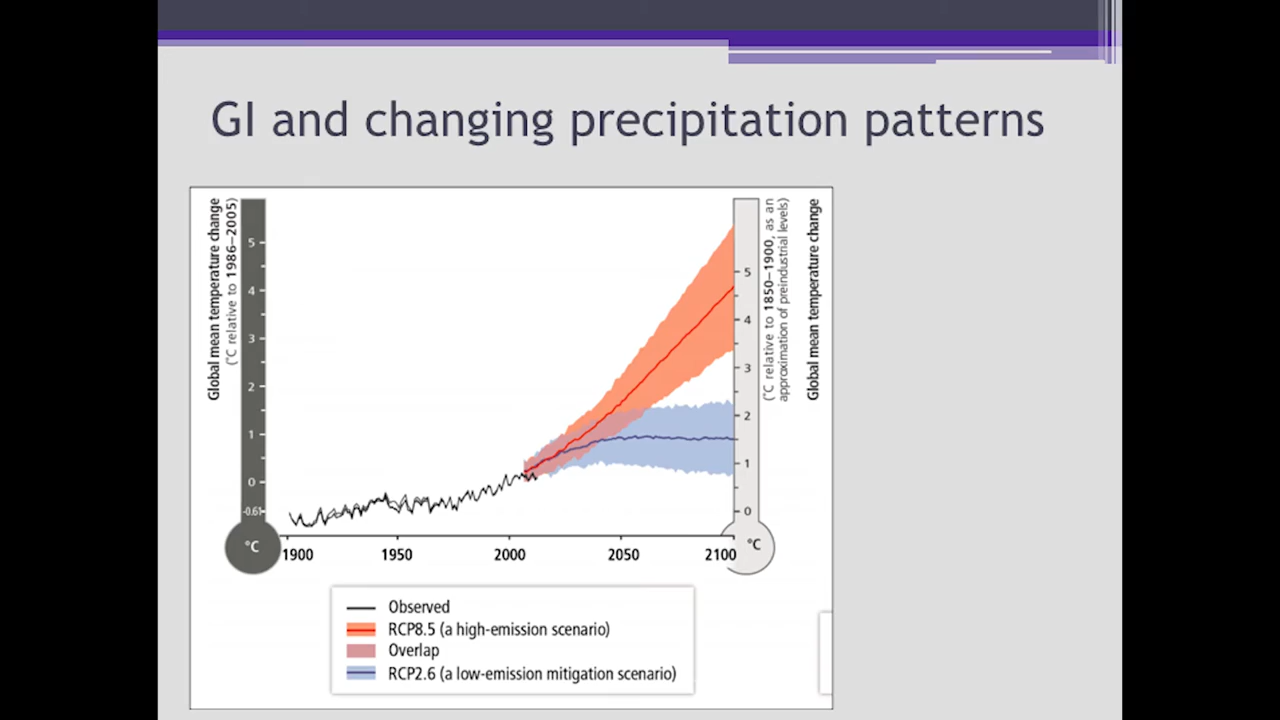 GI and changing precipitation patterns
Global mean temperature change
(°C relative to 1986–2005)
5
4
3
2
1
0
-0.61
°C
(°C relative to 1850–1900, as an
approximation of preindustrial levels)
Global mean temperature change
5
4
3
2
1
0
°C
1900 1950 2000 2050 2100
Observed
RCP8.5 (a high-emission scenario)
Overlap
RCP2.6 (a low-emission mitigation scenario)